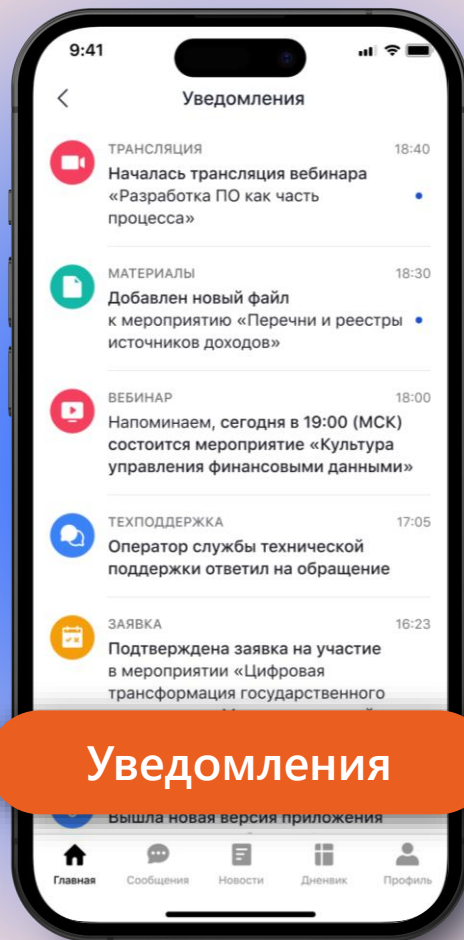 9:41
Уведомления
ТРАНСЛЯЦИЯ 18:40
Началась трансляция вебинара
«Разработка ПО как часть
процесса»
МАТЕРИАЛЫ 18:30
Добавлен новый файл
к мероприятию «Перечни и реестры
источников доходов»
ВЕБИНАР 18:00
Напоминаем, сегодня в 19:00 (МСК)
состоится мероприятие «Культура
управления финансовыми данными»
ТЕХПОДДЕРЖКА 17:05
Оператор службы технической
поддержки ответил на обращение
ЗАЯВКА 16:23
Подтверждена заявка на участие
в мероприятии «Цифровая
трансформация государственного
Уведомления
Вышла новая версия приложения
Главная Сообщения Новости Дненвик Профиль